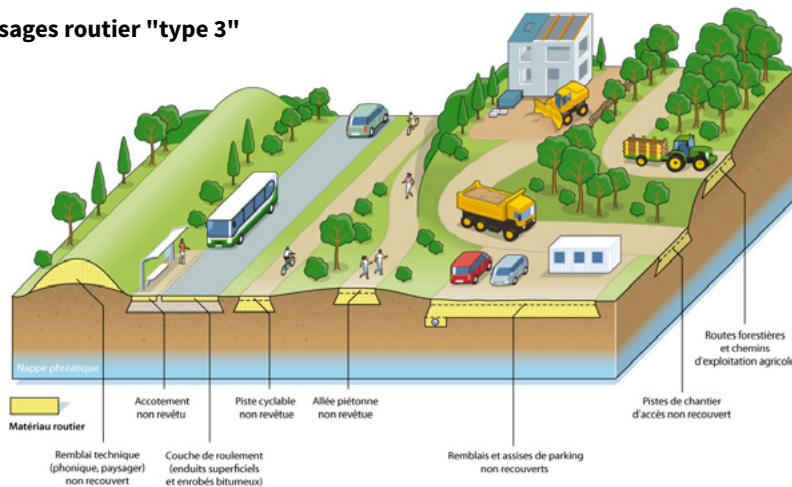 sages routier "type 3"
Nappe phréatique
Matériau routier
Accotement
non revêtu
Piste cyclable
non revêtue
Allée piétonne
non revêtue
Routes forestières
et chemins
d'exploitation agricole
Pistes de chantier
d'accès non recouvert
Remblai technique
(phonique, paysager)
non recouvert
Couche de roulement
(enduits superficiels
et enrobés bitumeux)
Remblais et assises de parking
non recouverts